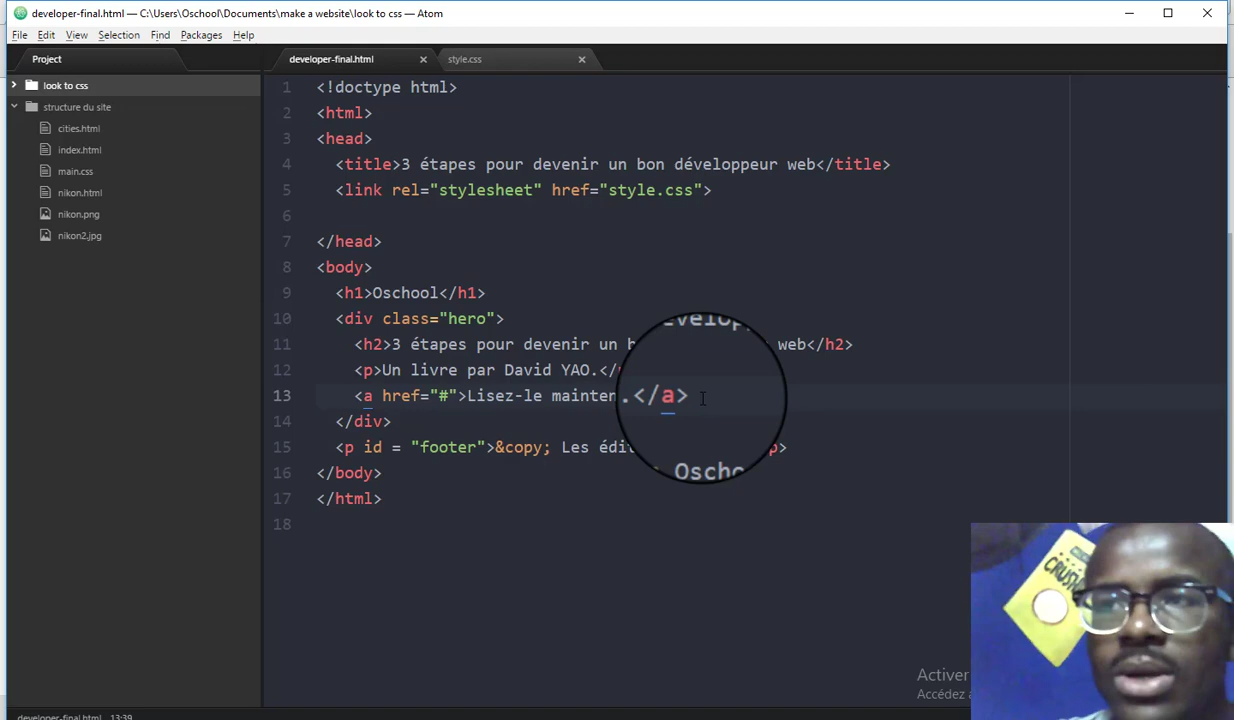 developer-final.html — C:\Users\Oschool\Documents\make a website\look to css — Atom
File Edit View Selection Find Packages Help
Project
developer-final.html
style.css
look to css
structure du site
cities.html
index.html
main.css
nikon.html
nikon.png
nikon2.jpg
1 <!doctype html>
2 <html>
3 <head>
4 <title>3 étapes pour devenir un bon développeur web</title>
5 <link rel="stylesheet" href="style.css">
6
7 </head>
8 <body>
9 <h1>Oschool</h1>
10 <div class="hero">
11 <h2>3 étapes pour devenir un web</h2>
12 <p>Un livre par David YAO.</
13 <a href="#">Lisez-le mainten.</a>
14 </div>
15 <p id = "footer">&copy; Les p>
16 </body>
17 </html>
18
Activer
Accédez
developer-final.html 13:39